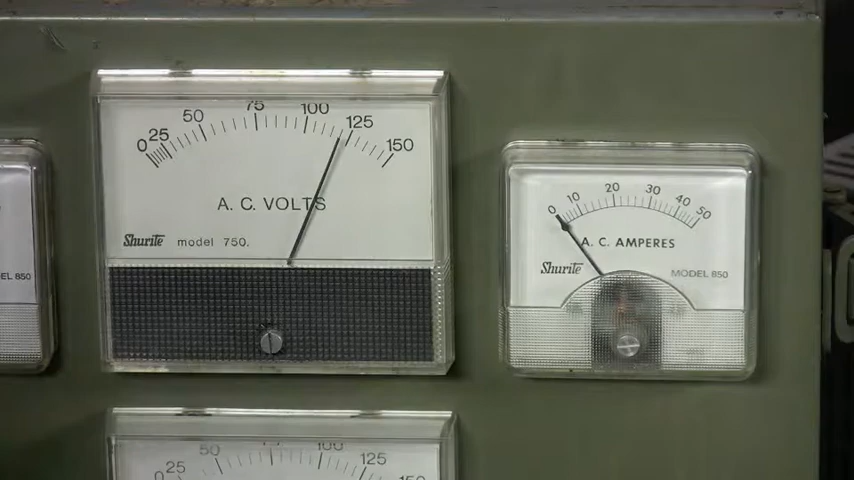 0 25 50 75 100 125 150
A. C. VOLTS
Shurite model 750.
0 10 20 30 40 50
A. C. AMPERES
Shurite MODEL 850
EL 850
0 25 50 100 125 150